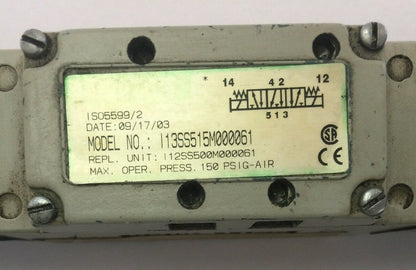 14 4 2 12
5 1 3
ISO5599/2
DATE: 09/17/03
MODEL NO.: I13SS515M000061
REPL. UNIT: I12SS500M000061
MAX. OPER. PRESS. 150 PSIG-AIR
CE